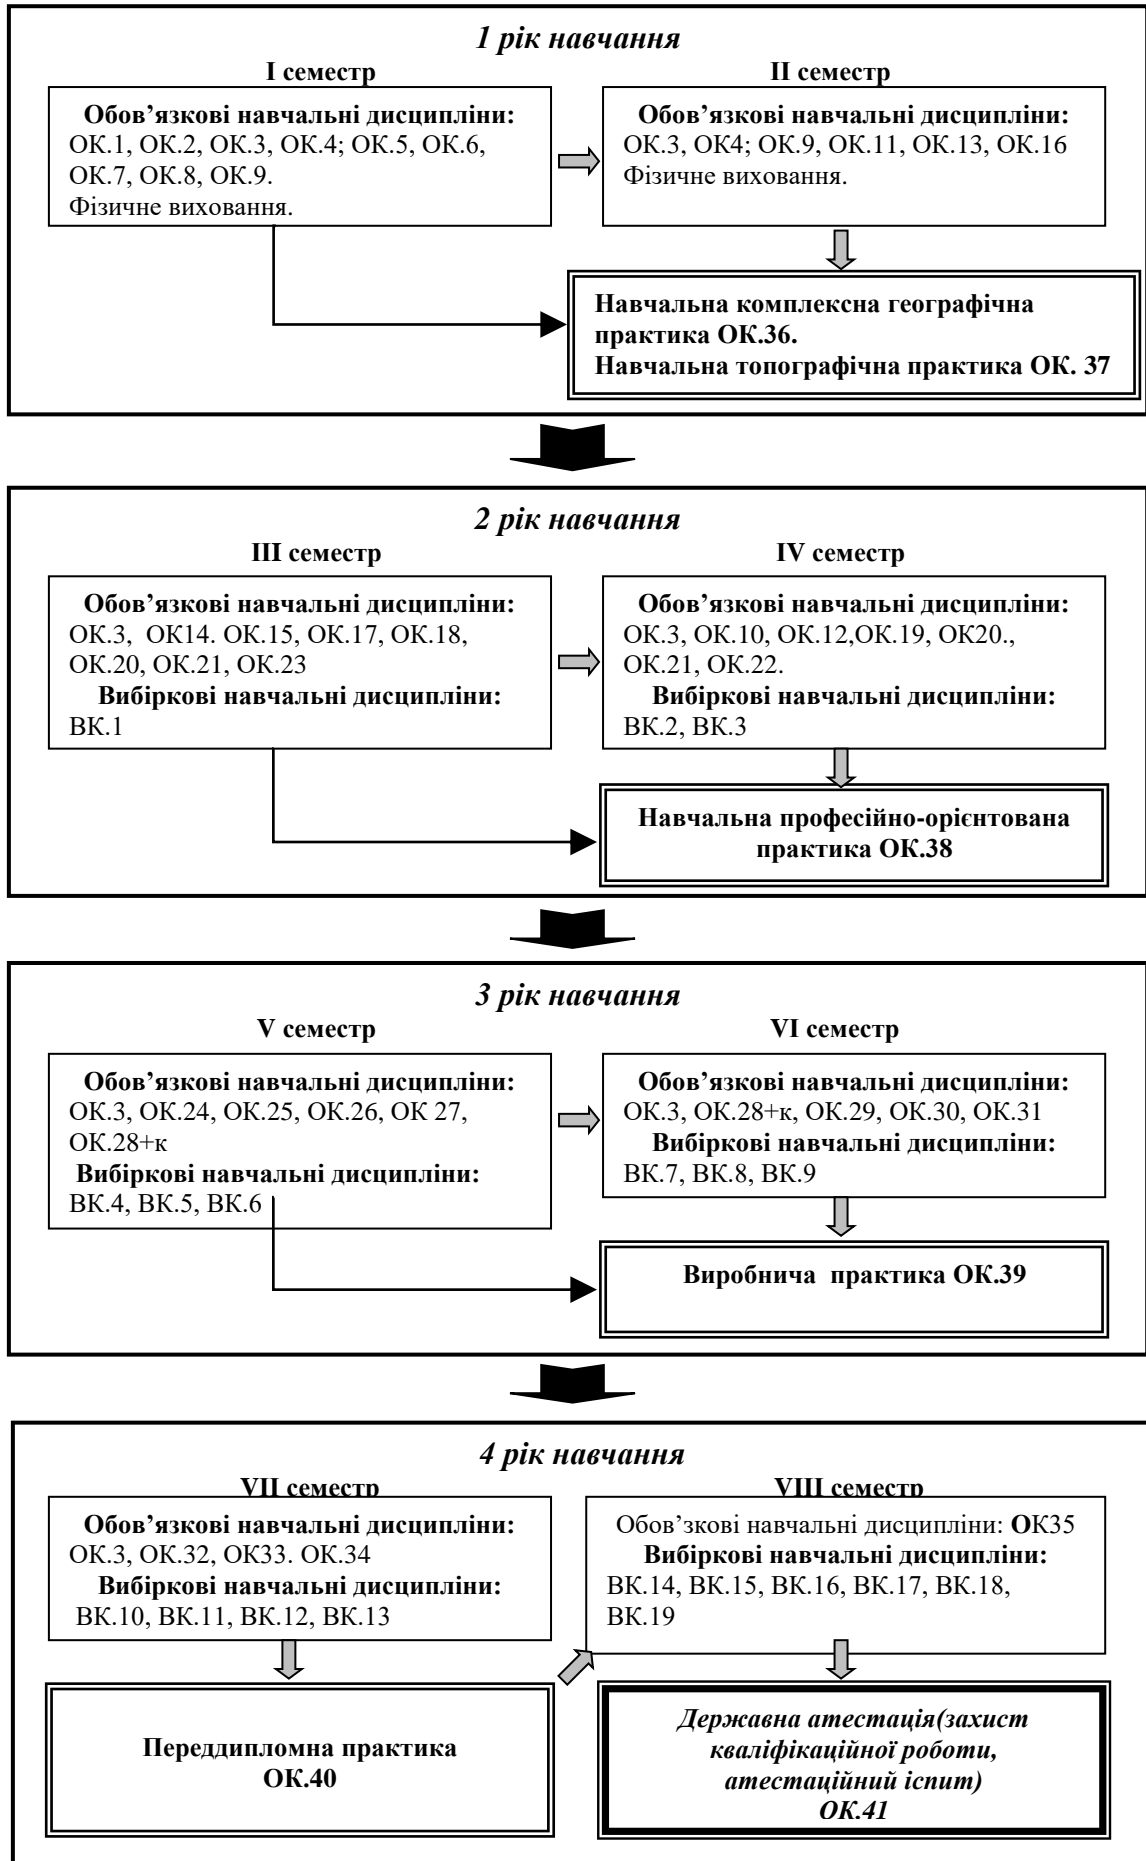 1 рік навчання
I семестр
II семестр
Обов’язкові навчальні дисципліни:
ОК.1, ОК.2, ОК.3, ОК.4; ОК.5, ОК.6,
ОК.7, ОК.8, ОК.9.
Фізичне виховання.
Обов’язкові навчальні дисципліни:
ОК.3, ОК4; ОК.9, ОК.11, ОК.13, ОК.16
Фізичне виховання.
Навчальна комплексна географічна
практика ОК.36.
Навчальна топографічна практика ОК. 37
2 рік навчання
III семестр
IV семестр
Обов’язкові навчальні дисципліни:
ОК.3, ОК14. ОК.15, ОК.17, ОК.18,
ОК.20, ОК.21, ОК.23
Вибіркові навчальні дисципліни:
ВК.1
Обов’язкові навчальні дисципліни:
ОК.3, ОК.10, ОК.12,ОК.19, ОК20.,
ОК.21, ОК.22.
Вибіркові навчальні дисципліни:
ВК.2, ВК.3
Навчальна професійно-орієнтована
практика ОК.38
3 рік навчання
V семестр
VI семестр
Обов’язкові навчальні дисципліни:
ОК.3, ОК.24, ОК.25, ОК.26, ОК 27,
ОК.28+к
Вибіркові навчальні дисципліни:
ВК.4, ВК.5, ВК.6
Обов’язкові навчальні дисципліни:
ОК.3, ОК.28+к, ОК.29, ОК.30, ОК.31
Вибіркові навчальні дисципліни:
ВК.7, ВК.8, ВК.9
Виробнича практика ОК.39
4 рік навчання
VII семестр
VIII семестр
Обов’язкові навчальні дисципліни:
ОК.3, ОК.32, ОК33. ОК.34
Вибіркові навчальні дисципліни:
ВК.10, ВК.11, ВК.12, ВК.13
Обов’зкові навчальні дисципліни: ОК35
Вибіркові навчальні дисципліни:
ВК.14, ВК.15, ВК.16, ВК.17, ВК.18,
ВК.19
Переддипломна практика
ОК.40
Державна атестація(захист
кваліфікаційної роботи,
атестаційний іспит)
ОК.41